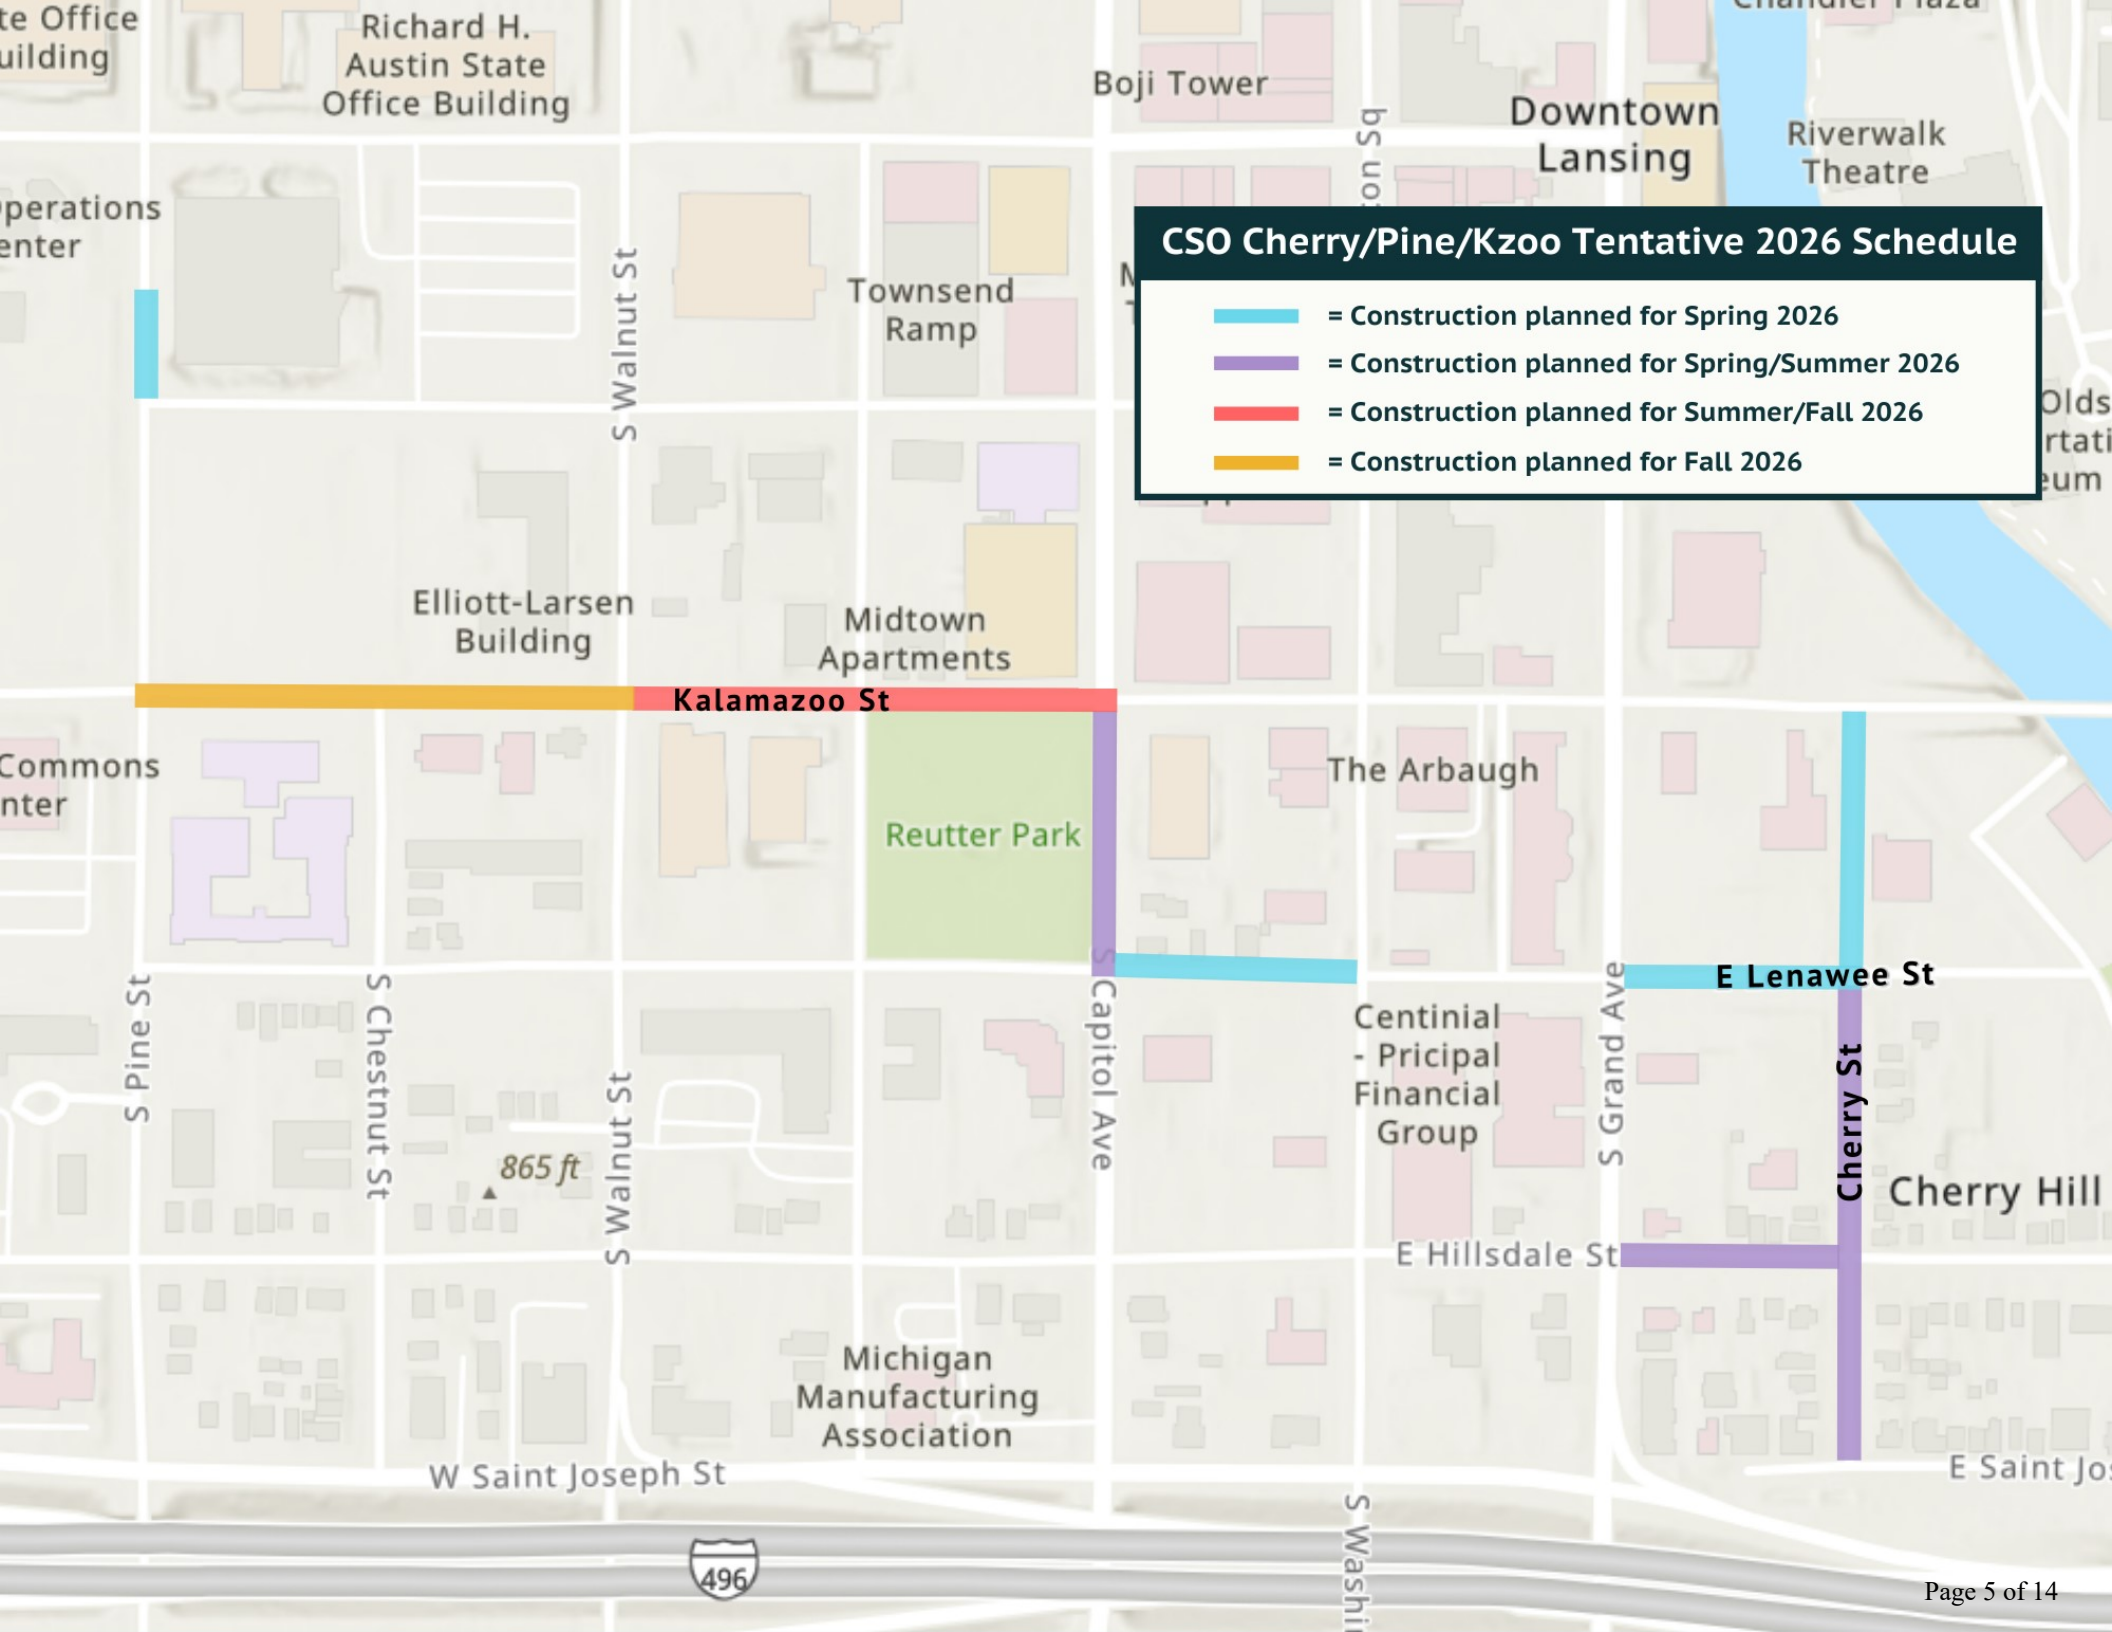 te Office
uilding
Richard H.
Austin State
Office Building
Boji Tower
Downtown
Lansing
Riverwalk
Theatre
perations
enter
CSO Cherry/Pine/Kzoo Tentative 2026 Schedule
= Construction planned for Spring 2026
= Construction planned for Spring/Summer 2026
= Construction planned for Summer/Fall 2026
= Construction planned for Fall 2026
Townsend
Ramp
S Walnut St
Olds
rtati
eum
Elliott-Larsen
Building
Midtown
Apartments
Kalamazoo St
Commons
nter
The Arbaugh
Reutter Park
E Lenawee St
S Pine St
S Chestnut St
S Walnut St
S Capitol Ave
S Grand Ave
Centinial
- Pricipal
Financial
Group
Cherry St
Cherry Hill
865 ft
E Hillsdale St
Michigan
Manufacturing
Association
W Saint Joseph St
E Saint Jos
S Washi
496
Page 5 of 14